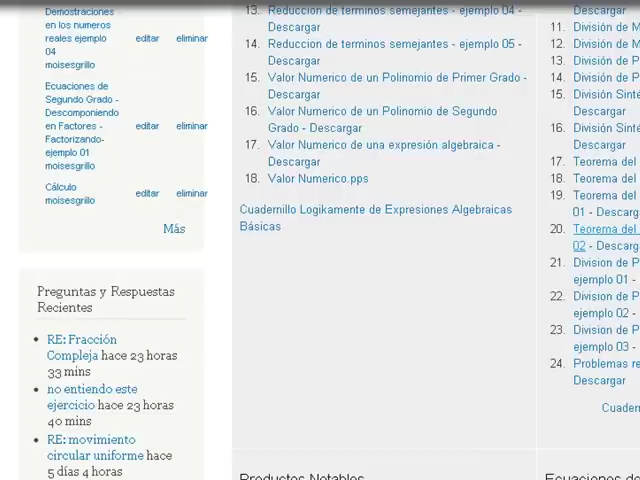 Demostraciones
en los numeros
reales ejemplo
04
moisesgrillo
editar
eliminar
Ecuaciones de
Segundo Grado -
Descomponiendo
en Factores -
Factorizando-
ejemplo 01
moisesgrillo
editar
eliminar
Cálculo
moisesgrillo
editar
eliminar
Más
Preguntas y Respuestas
Recientes
RE: Fracción
Compleja hace 23 horas
33 mins
no entiendo este
ejercicio hace 23 horas
40 mins
RE: movimiento
circular uniforme hace
5 días 4 horas
13. Reduccion de terminos semejantes - ejemplo 04 -
Descargar
14. Reduccion de terminos semejantes - ejemplo 05 -
Descargar
15. Valor Numerico de un Polinomio de Primer Grado -
Descargar
16. Valor Numerico de un Polinomio de Segundo
Grado - Descargar
17. Valor Numerico de una expresión algebraica -
Descargar
18. Valor Numerico.pps
Cuadernillo Logikamente de Expresiones Algebraicas
Básicas
Productos Notables
Descargar
11. División de M
12. División de M
13. División de P
14. División de P
15. División Sinté
Descargar
16. División Sinté
Descargar
17. Teorema del
18. Teorema del
19. Teorema del
01 - Descarg
20. Teorema del
02 - Descarg
21. Division de P
ejemplo 01 -
22. Division de P
ejemplo 02 -
23. Division de P
ejemplo 03 -
24. Problemas re
Descargar
Cuadern
Ecuaciones de